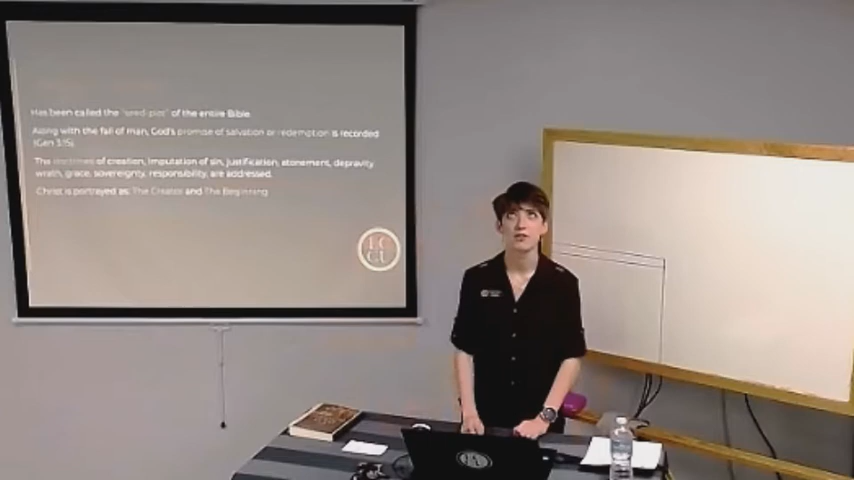 Has been called the "seed-plot" of the entire Bible.
Along with the fall of man, God's promise of salvation or redemption is recorded
(Gen 3:15)
The doctrines of creation, imputation of sin, justification, atonement, depravity
wrath, grace, sovereignty, responsibility, are addressed.
Christ is portrayed as: The Creator and The Beginning